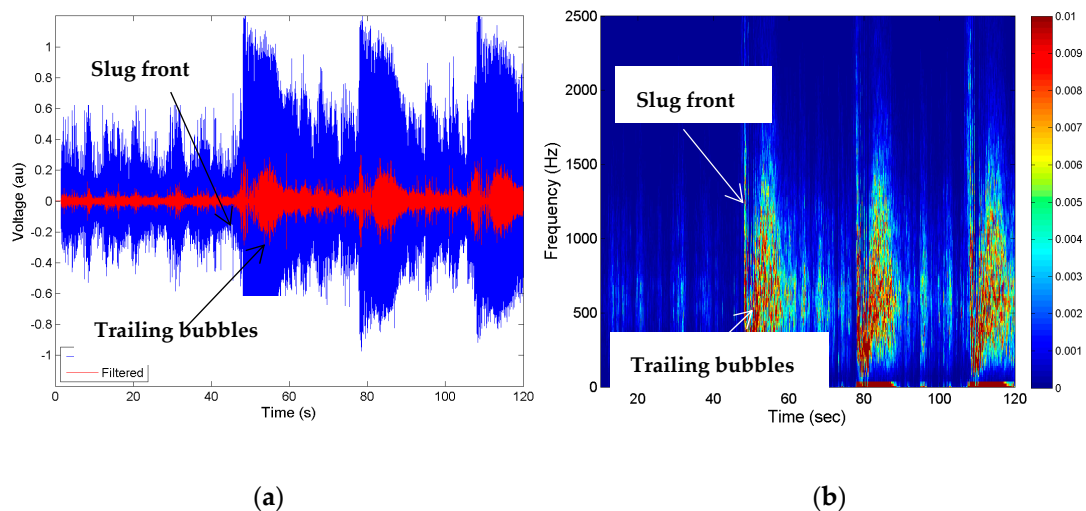 1
0.8
0.6
0.4
0.2
0
-0.2
-0.4
-0.6
-0.8
-1
Voltage (au)
Slug front
Trailing bubbles
Filtered
0 20 40 60 80 100 120
Time (s)
(a)
2500
2000
1500
1000
500
0
Frequency (Hz)
Slug front
Trailing bubbles
20 40 60 80 100 120
Time (sec)
0.01
0.009
0.008
0.007
0.006
0.005
0.004
0.003
0.002
0.001
0
(b)